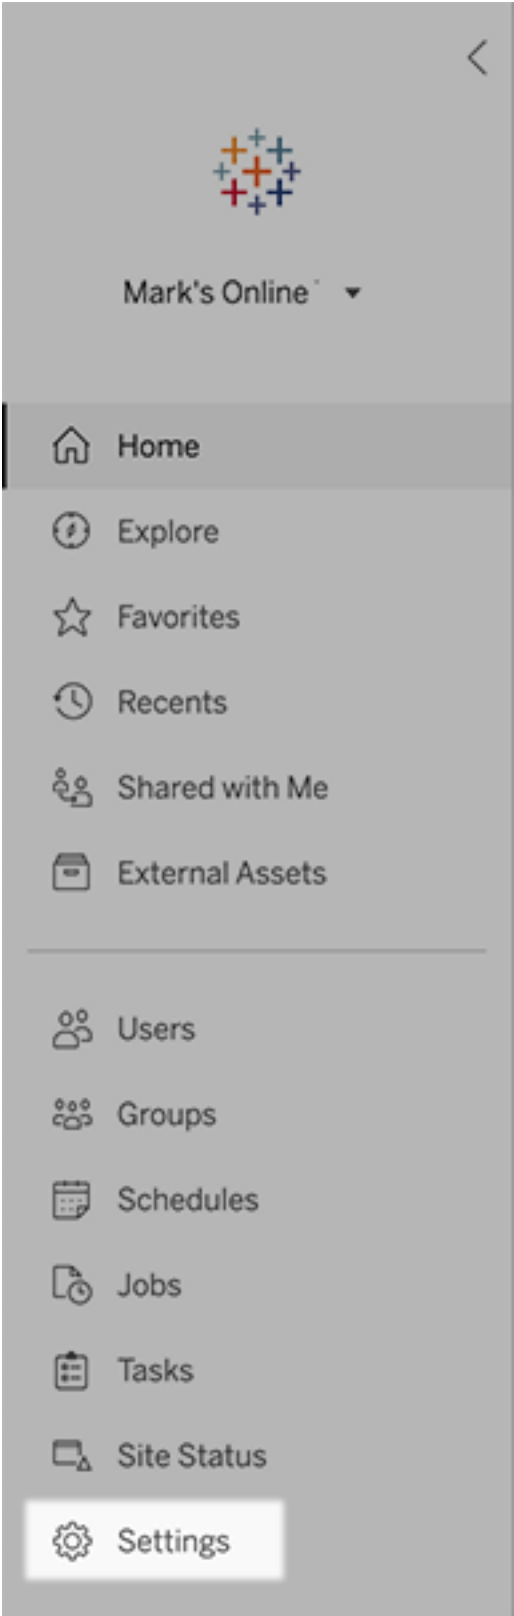 Mark's Online
Home
Explore
Favorites
Recents
Shared with Me
External Assets
Users
Groups
Schedules
Jobs
Tasks
Site Status
Settings